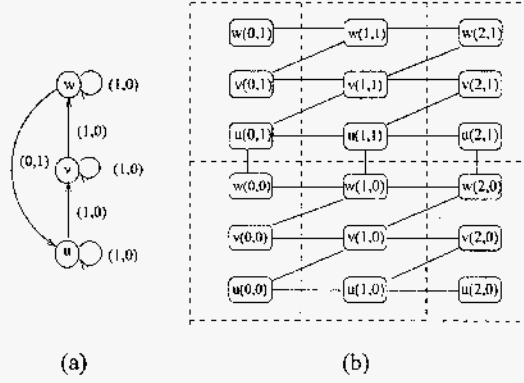 w (1,0)
(1,0)
(0,1) v (1,0)
(1,0)
u (1,0)
(a)
w(0,1) w(1,1) w(2,1)
v(0,1) v(1,1) v(2,1)
u(0,1) u(1,1) u(2,1)
w(0,0) w(1,0) w(2,0)
v(0,0) v(1,0) v(2,0)
u(0,0) u(1,0) u(2,0)
(b)